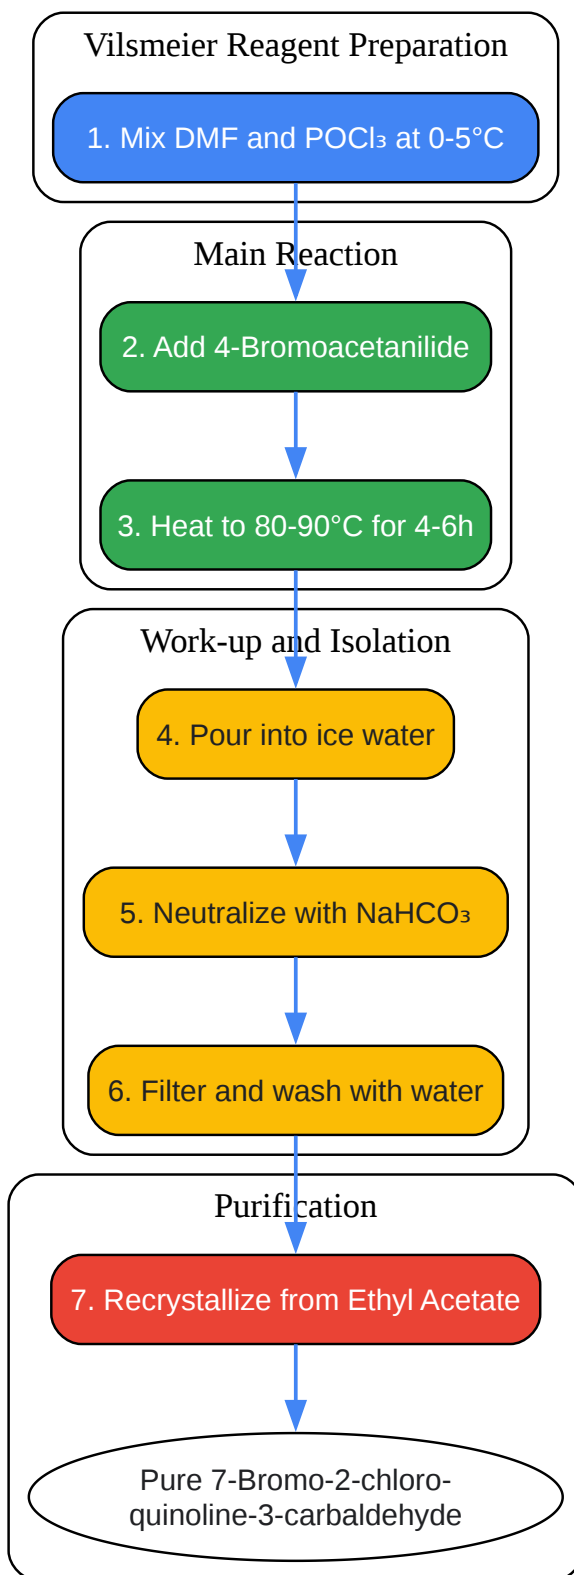 Vilsmeier Reagent Preparation
1. Mix DMF and POCl₃ at 0-5°C
Main Reaction
2. Add 4-Bromoacetanilide
3. Heat to 80-90°C for 4-6h
Work-up and Isolation
4. Pour into ice water
5. Neutralize with NaHCO₃
6. Filter and wash with water
Purification
7. Recrystallize from Ethyl Acetate
Pure 7-Bromo-2-chloro-
quinoline-3-carbaldehyde